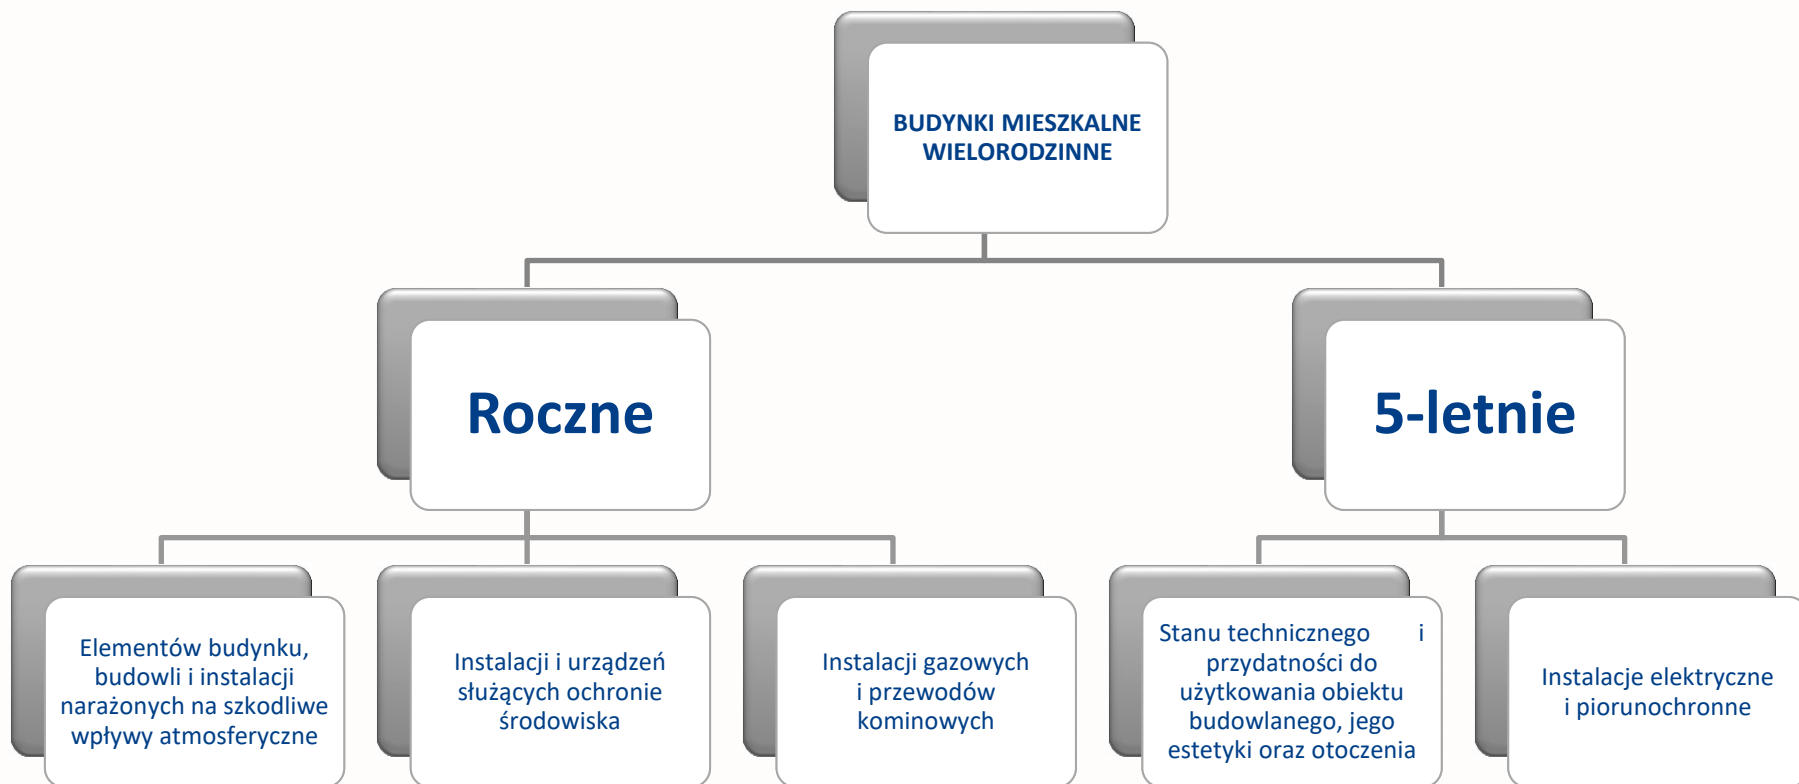 BUDYNKI MIESZKALNE
WIELORODZINNE
Roczne
5-letnie
Elementów budynku,
budowli i instalacji
narażonych na szkodliwe
wpływy atmosferyczne
Instalacji i urządzeń
służących ochronie
środowiska
Instalacji gazowych
i przewodów
kominowych
Stanu technicznego i
przydatności do
użytkowania obiektu
budowlanego, jego
estetyki oraz otoczenia
Instalacje elektryczne
i piorunochronne